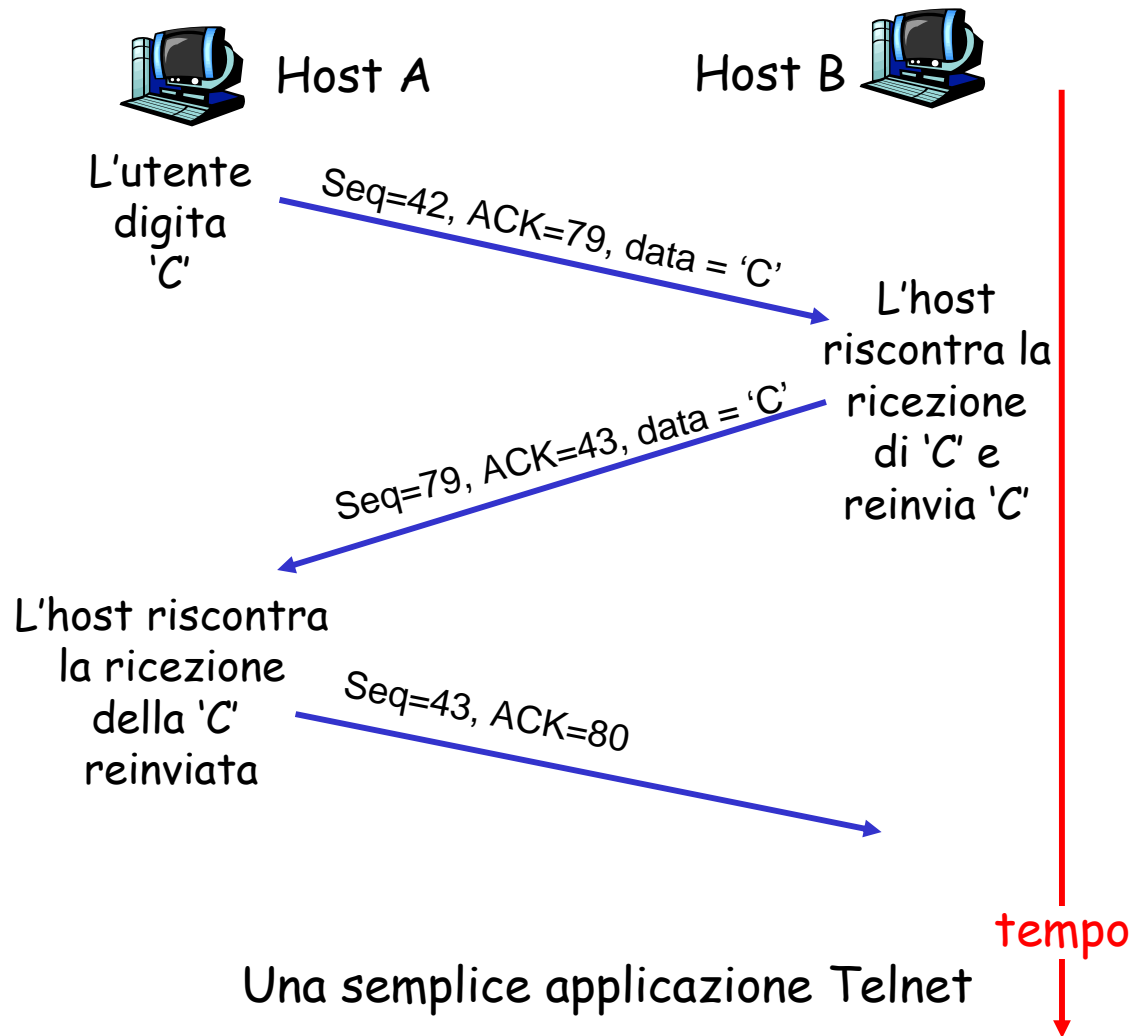 Host A
Host B
L'utente
digita
‘C’
Seq=42, ACK=79, data = ‘C’
L'host
riscontra la
ricezione
di ‘C’ e
reinvia ‘C’
Seq=79, ACK=43, data = ‘C’
L'host riscontra
la ricezione
della ‘C’
reinviata
Seq=43, ACK=80
tempo
Una semplice applicazione Telnet